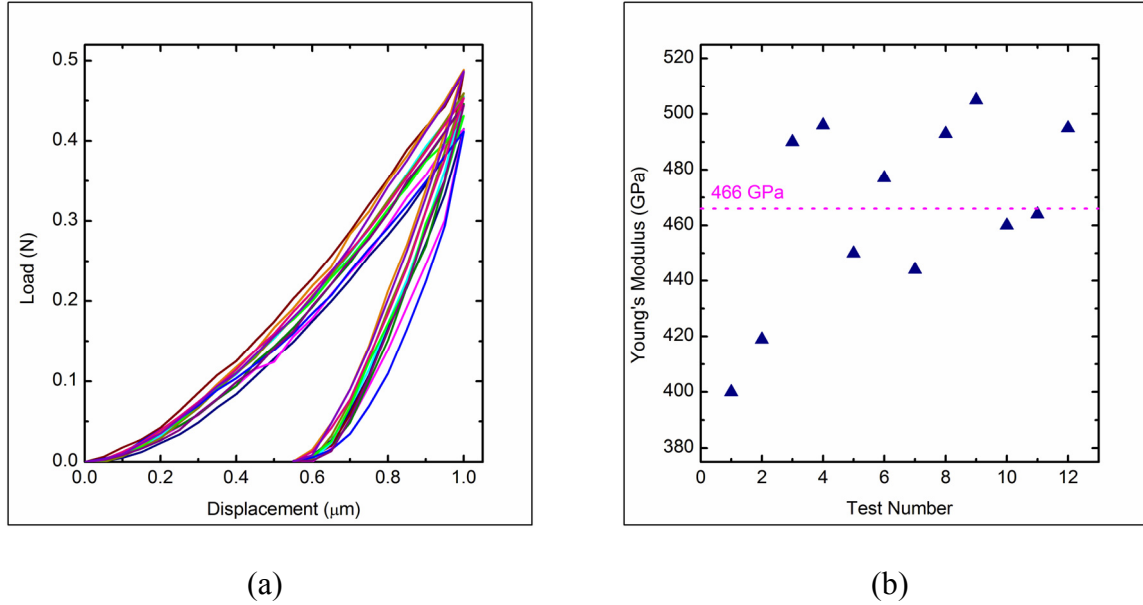 0.5
0.4
0.3
0.2
0.1
0.0
Load (N)
0.0 0.2 0.4 0.6 0.8 1.0
Displacement (μm)
(a)
520
500
480
460
440
420
400
380
Young's Modulus (GPa)
466 GPa
0 2 4 6 8 10 12
Test Number
(b)